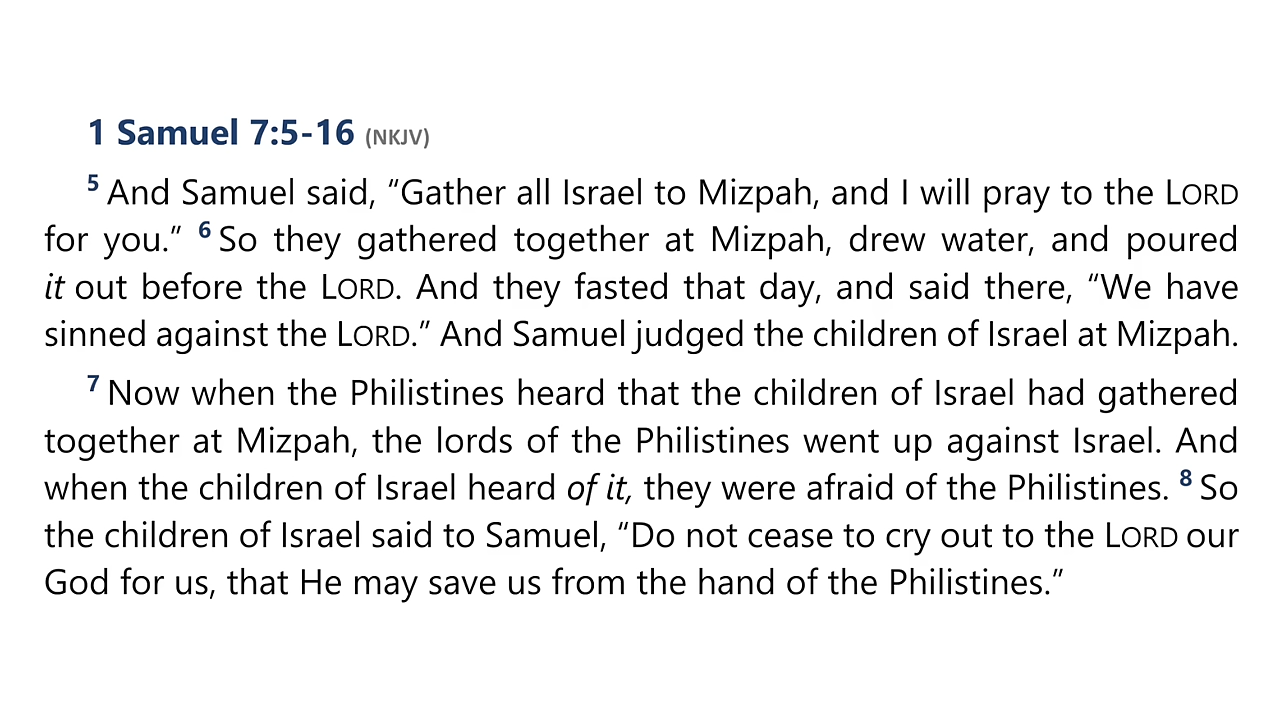 1 Samuel 7:5-16 (NKJV)
5 And Samuel said, “Gather all Israel to Mizpah, and I will pray to the LORD
for you.” 6 So they gathered together at Mizpah, drew water, and poured
it out before the LORD. And they fasted that day, and said there, “We have
sinned against the LORD.” And Samuel judged the children of Israel at Mizpah.
7 Now when the Philistines heard that the children of Israel had gathered
together at Mizpah, the lords of the Philistines went up against Israel. And
when the children of Israel heard of it, they were afraid of the Philistines. 8 So
the children of Israel said to Samuel, “Do not cease to cry out to the LORD our
God for us, that He may save us from the hand of the Philistines.”